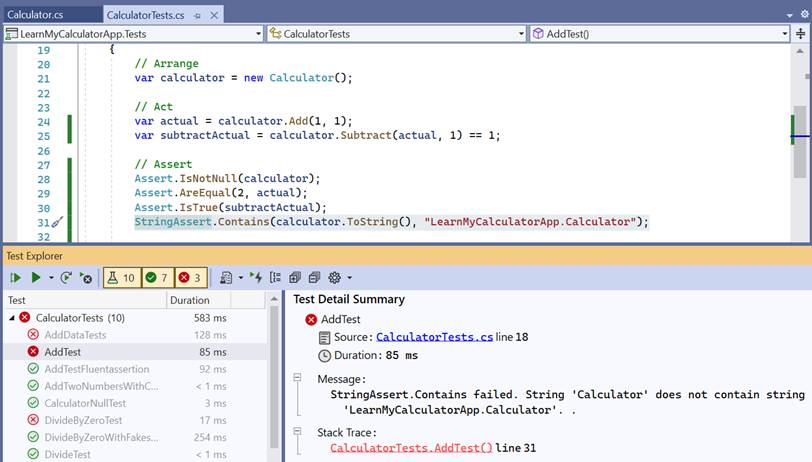 Calculator.cs
CalculatorTests.cs
LearnMyCalculatorApp.Tests
CalculatorTests
AddTest()
19 {
20 // Arrange
21 var calculator = new Calculator();
22
23 // Act
24 var actual = calculator.Add(1, 1);
25 var subtractActual = calculator.Subtract(actual, 1) == 1;
26
27 // Assert
28 Assert.IsNotNull(calculator);
29 Assert.AreEqual(2, actual);
30 Assert.IsTrue(subtractActual);
31 StringAssert.Contains(calculator.ToString(), "LearnMyCalculatorApp.Calculator");
32
Test Explorer
10 7 3
Test Duration
CalculatorTests (10) 583 ms
AddDataTests 128 ms
AddTest 85 ms
AddTestFluentassertion 92 ms
AddTwoNumbersWithC... < 1 ms
CalculatorNullTest 3 ms
DivideByZeroTest 17 ms
DivideByZeroWithFakes... 254 ms
DivideTest < 1 ms
Test Detail Summary
AddTest
Source: CalculatorTests.cs line 18
Duration: 85 ms
Message:
StringAssert.Contains failed. String 'Calculator' does not contain string
'LearnMyCalculatorApp.Calculator'. .
Stack Trace:
CalculatorTests.AddTest() line 31